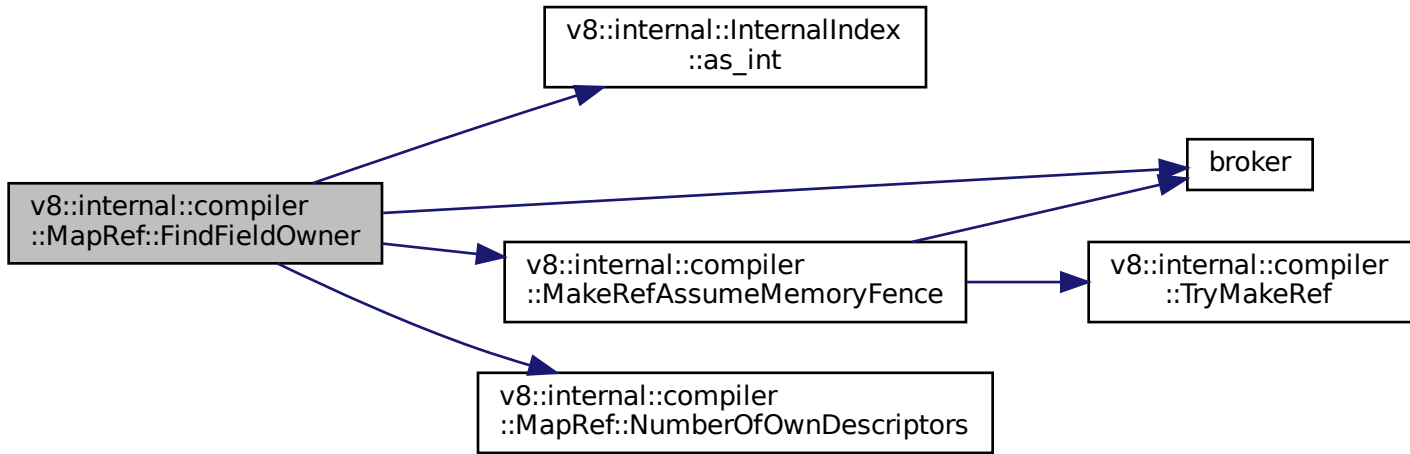 v8::internal::InternalIndex
::as_int
broker
v8::internal::compiler
::MapRef::FindFieldOwner
v8::internal::compiler
::MakeRefAssumeMemoryFence
v8::internal::compiler
::TryMakeRef
v8::internal::compiler
::MapRef::NumberOfOwnDescriptors